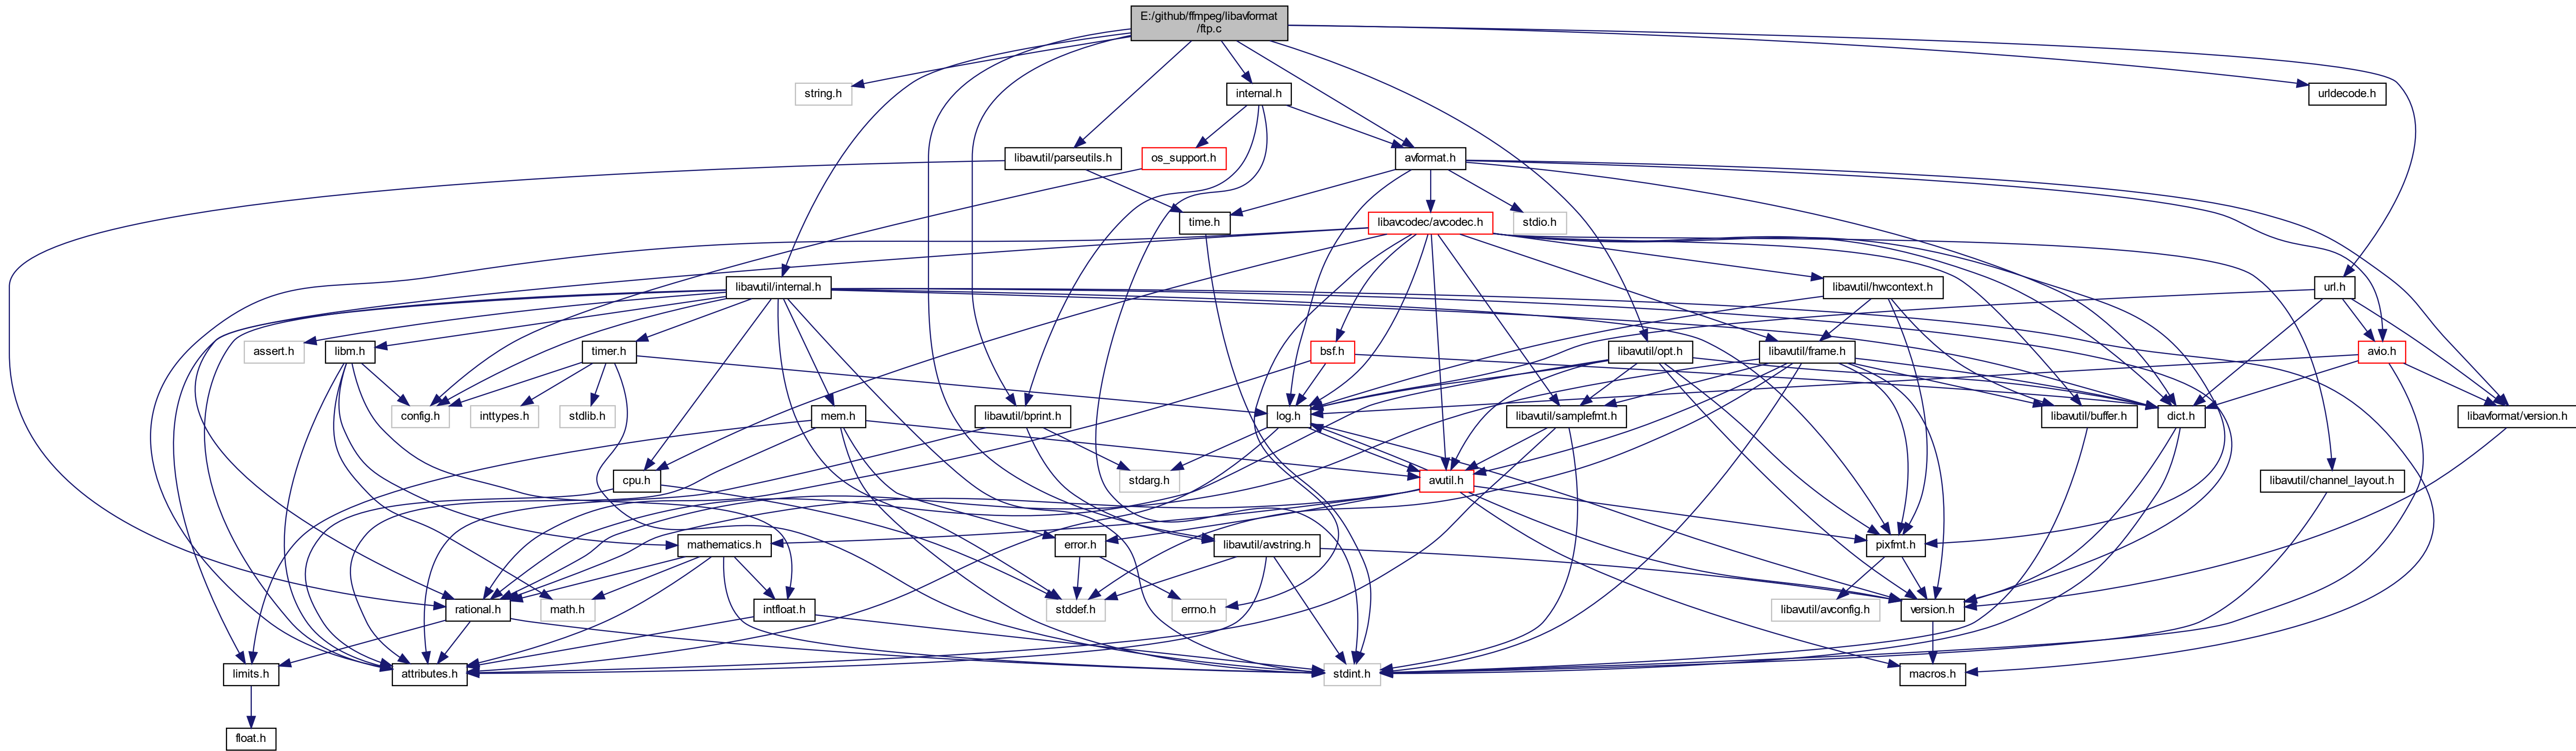 E:/github/ffmpeg/libavformat
/ftp.c
string.h
internal.h
urldecode.h
libavutil/parseutils.h
os_support.h
avformat.h
time.h
libavcodec/avcodec.h
stdio.h
libavutil/internal.h
libavutil/hwcontext.h
url.h
assert.h
libm.h
timer.h
bsf.h
libavutil/opt.h
libavutil/frame.h
avio.h
config.h
inttypes.h
stdlib.h
mem.h
libavutil/bprint.h
log.h
libavutil/samplefmt.h
libavutil/buffer.h
dict.h
libavformat/version.h
cpu.h
stdarg.h
avutil.h
libavutil/channel_layout.h
mathematics.h
error.h
libavutil/avstring.h
pixfmt.h
rational.h
math.h
intfloat.h
stddef.h
errno.h
libavutil/avconfig.h
version.h
limits.h
attributes.h
stdint.h
macros.h
float.h